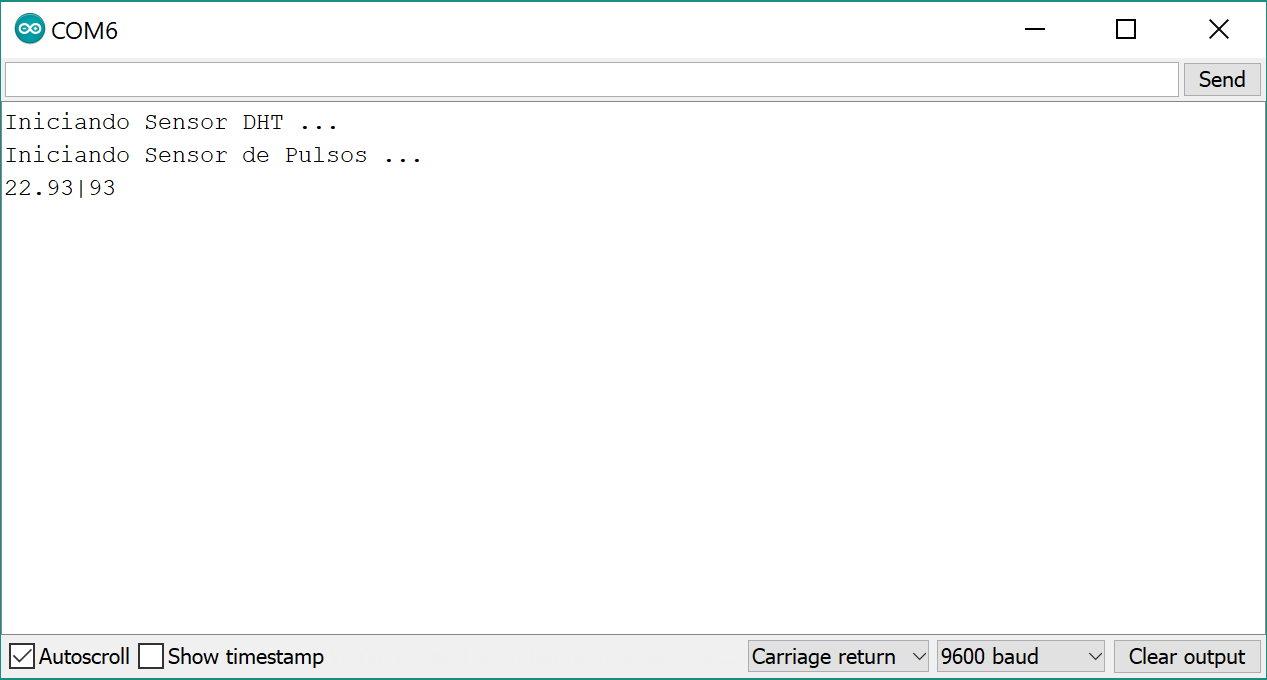 COM6
Send
Iniciando Sensor DHT ...
Iniciando Sensor de Pulsos ...
22.93|93
Autoscroll Show timestamp Carriage return 9600 baud Clear output